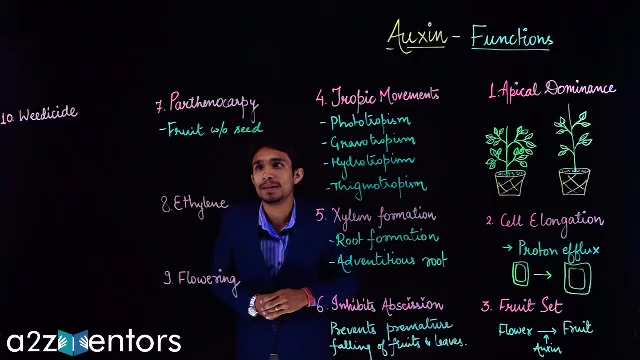 Auxin - Functions
1. Apical Dominance
2. Cell Elongation
→ Proton efflux
3. Fruit Set
Flower → Fruit
Auxin
4. Tropic Movements
- Phototropism
- Gravotropism
- Hydrotropism
- Thigmotropism
5. Xylem formation
- Root formation
- Adventitious root
6. Inhibits Abscission
Prevents premature
falling of fruits & leaves.
7. Parthenocarpy
- Fruit w/o seed
8. Ethylene
9. Flowering
10. Weedicide
a2zmentors